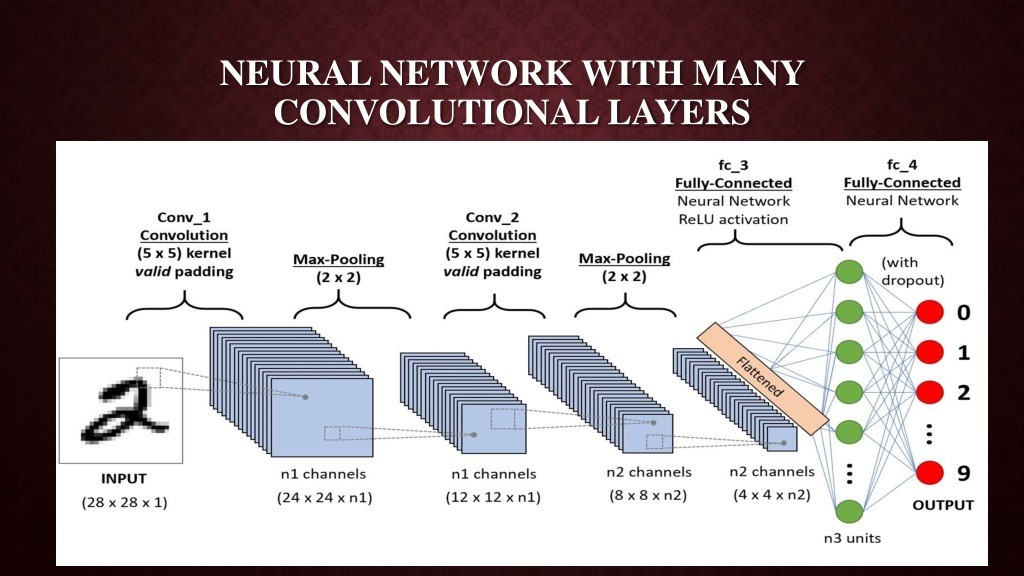 NEURAL NETWORK WITH MANY
CONVOLUTIONAL LAYERS
Conv_1
Convolution
(5 x 5) kernel
valid padding
Max-Pooling
(2 x 2)
Conv_2
Convolution
(5 x 5) kernel
valid padding
Max-Pooling
(2 x 2)
fc_3
Fully-Connected
Neural Network
ReLU activation
fc_4
Fully-Connected
Neural Network
(with
dropout)
2
INPUT
(28 x 28 x 1)
n1 channels
(24 x 24 x n1)
n1 channels
(12 x 12 x n1)
n2 channels
(8 x 8 x n2)
n2 channels
(4 x 4 x n2)
Flattened
n3 units
0
1
2
9
OUTPUT